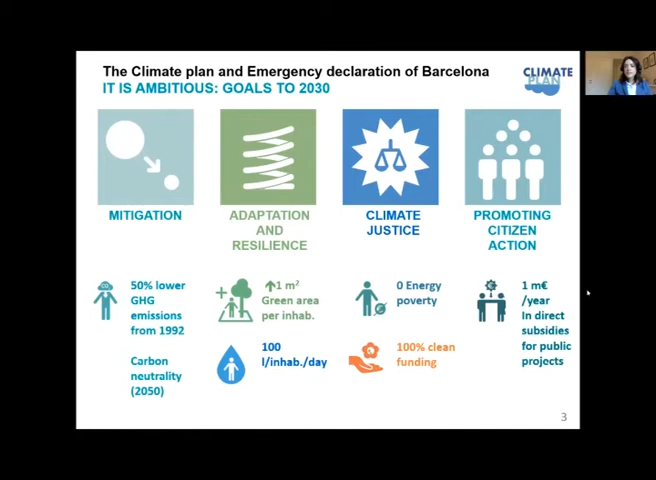 The Climate plan and Emergency declaration of Barcelona
IT IS AMBITIOUS: GOALS TO 2030
CLIMATE
PLAN
MITIGATION
ADAPTATION
AND
RESILIENCE
CLIMATE
JUSTICE
PROMOTING
CITIZEN
ACTION
50% lower
GHG
emissions
from 1992
Carbon
neutrality
(2050)
1 m²
Green area
per inhab.
100
l/inhab./day
0 Energy
poverty
100% clean
funding
1 m€
/year
In direct
subsidies
for public
projects
3